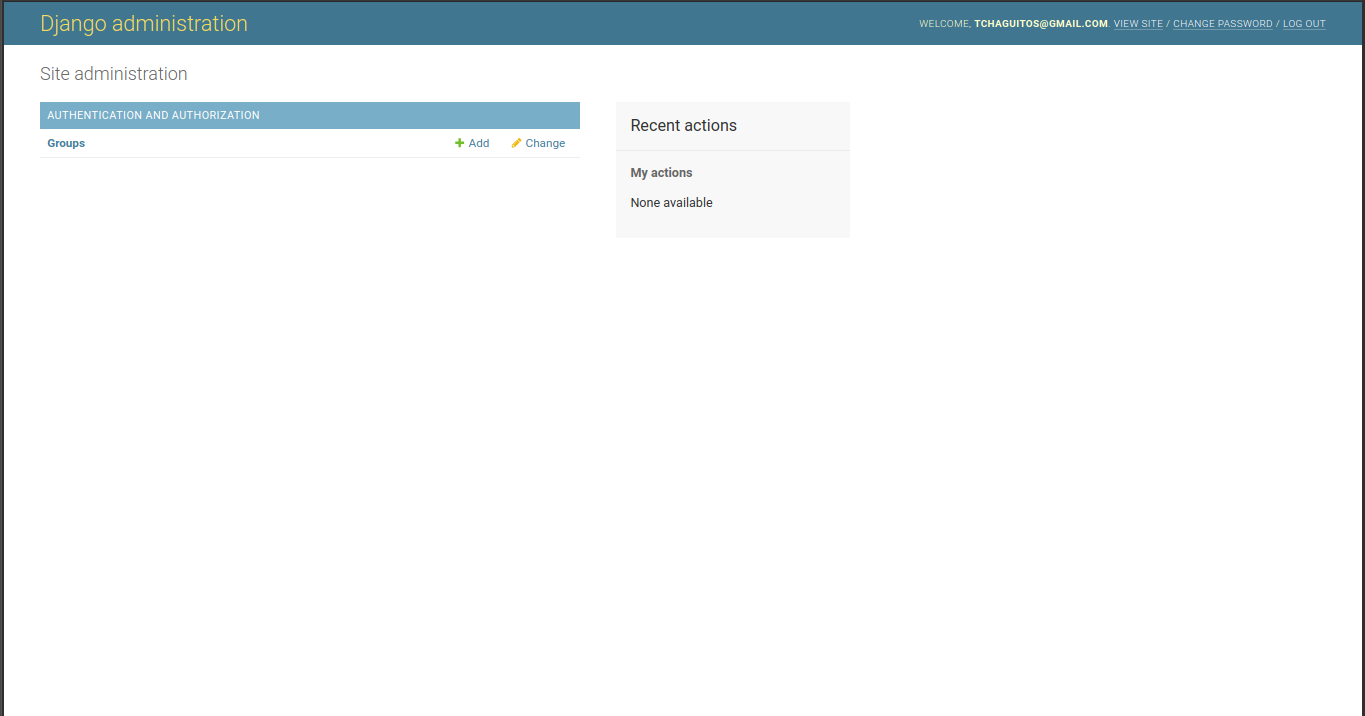 Django administration
WELCOME, TCHAGUITOS@GMAIL.COM. VIEW SITE / CHANGE PASSWORD / LOG OUT
Site administration
AUTHENTICATION AND AUTHORIZATION
Groups Add Change
Recent actions
My actions
None available